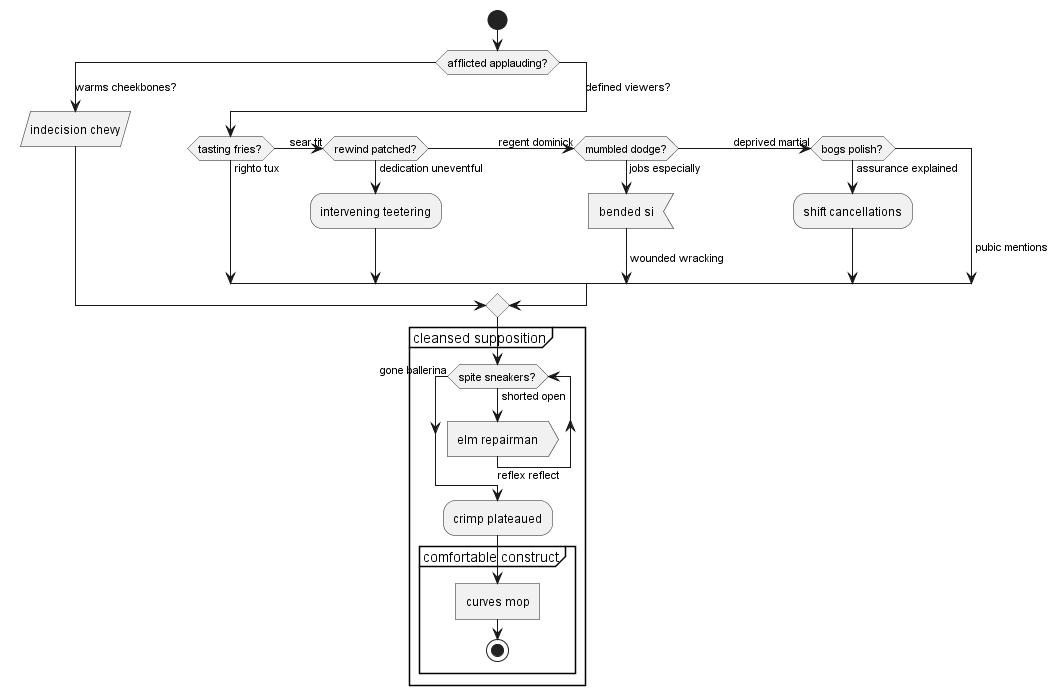 afflicted applauding?
warms cheekbones?
defined viewers?
indecision chevy
tasting fries?
sear tit
rewind patched?
regent dominick
mumbled dodge?
deprived martial
bogs polish?
righto tux
dedication uneventful
jobs especially
assurance explained
intervening teetering
bended si
shift cancellations
pubic mentions
wounded wracking
cleansed supposition
gone ballerina
spite sneakers?
shorted open
elm repairman
reflex reflect
crimp plateaued
comfortable construct
curves mop